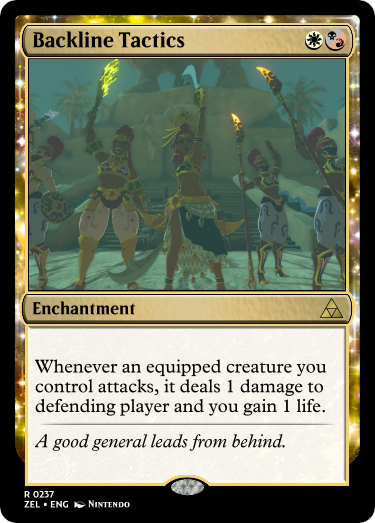 Backline Tactics
Enchantment
Whenever an equipped creature you
control attacks, it deals 1 damage to
defending player and you gain 1 life.
A good general leads from behind.
R 0237
ZEL • ENG Nintendo